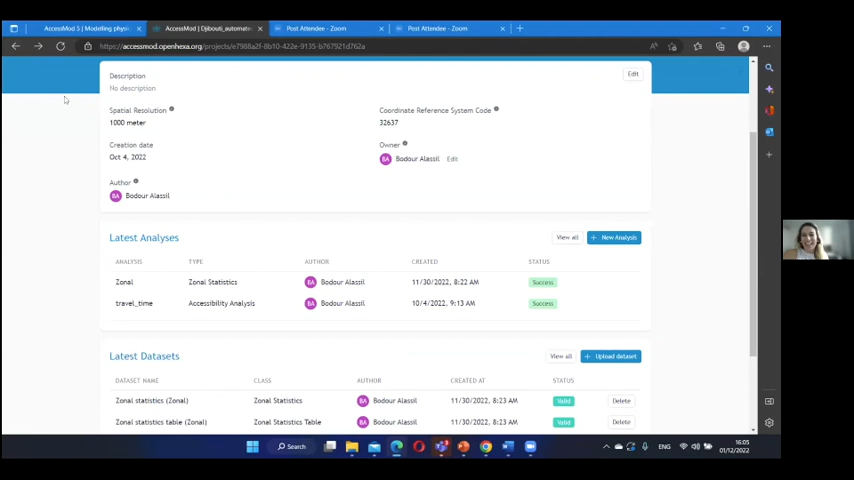 AccessMod 5 | Modelling physi
AccessMod | Djibouti_automate
Post Attendee - Zoom
Post Attendee - Zoom
https://accessmod.openhexa.org/projects/e7988a2f-8b10-422e-9135-b767921d762a
Description
Edit
No description
Spatial Resolution
Coordinate Reference System Code
1000 meter
32637
Creation date
Owner
Oct 4, 2022
BA Bodour Alassil Edit
Author
BA Bodour Alassil
Latest Analyses
View all
+ New Analysis
ANALYSIS TYPE AUTHOR CREATED STATUS
Zonal Zonal Statistics BA Bodour Alassil 11/30/2022, 8:22 AM Success
travel_time Accessibility Analysis BA Bodour Alassil 10/4/2022, 9:13 AM Success
Latest Datasets
View all
+ Upload dataset
DATASET NAME CLASS AUTHOR CREATED AT STATUS
Zonal statistics (Zonal) Zonal Statistics BA Bodour Alassil 11/30/2022, 8:23 AM Valid Delete
Zonal statistics table (Zonal) Zonal Statistics Table BA Bodour Alassil 11/30/2022, 8:23 AM Valid Delete
Search
ENG
16:05
01/12/2022